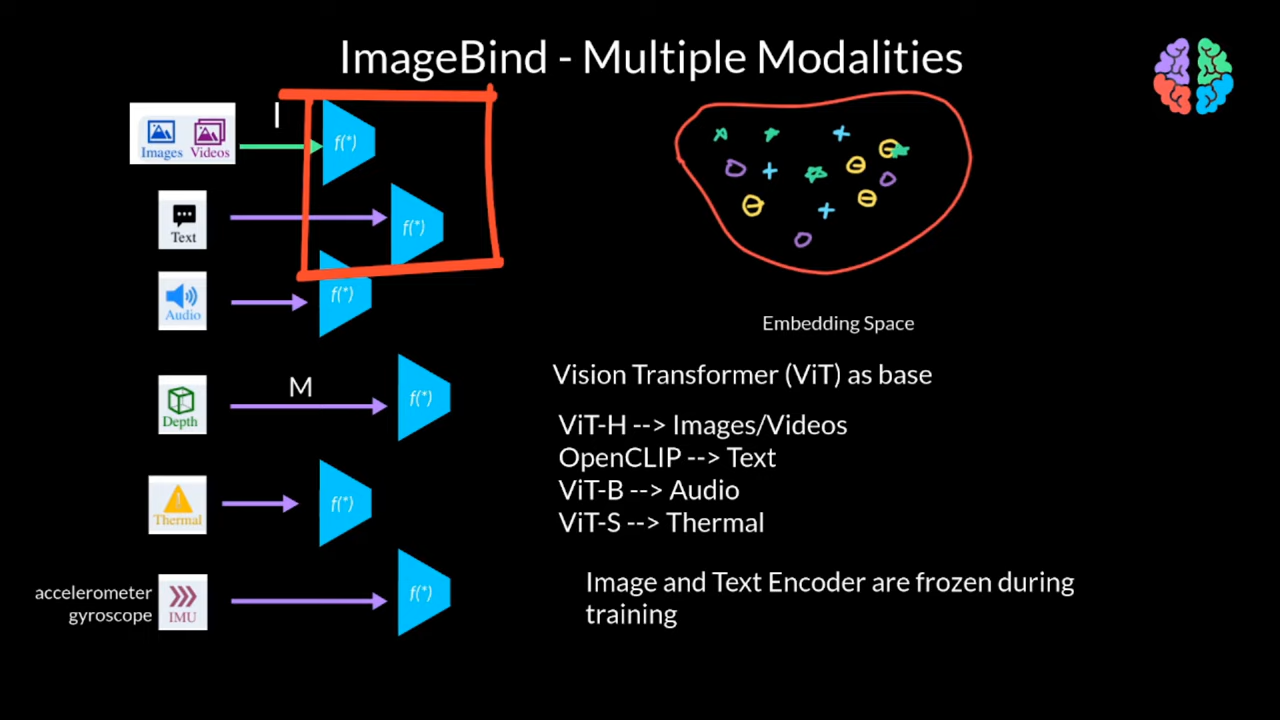 ImageBind - Multiple Modalities
I
Images Videos
f(*)
Text
f(*)
Audio
f(*)
Embedding Space
M
Depth
f(*)
Vision Transformer (ViT) as base
ViT-H --> Images/Videos
OpenCLIP --> Text
ViT-B --> Audio
ViT-S --> Thermal
Thermal
f(*)
accelerometer
gyroscope
IMU
f(*)
Image and Text Encoder are frozen during
training